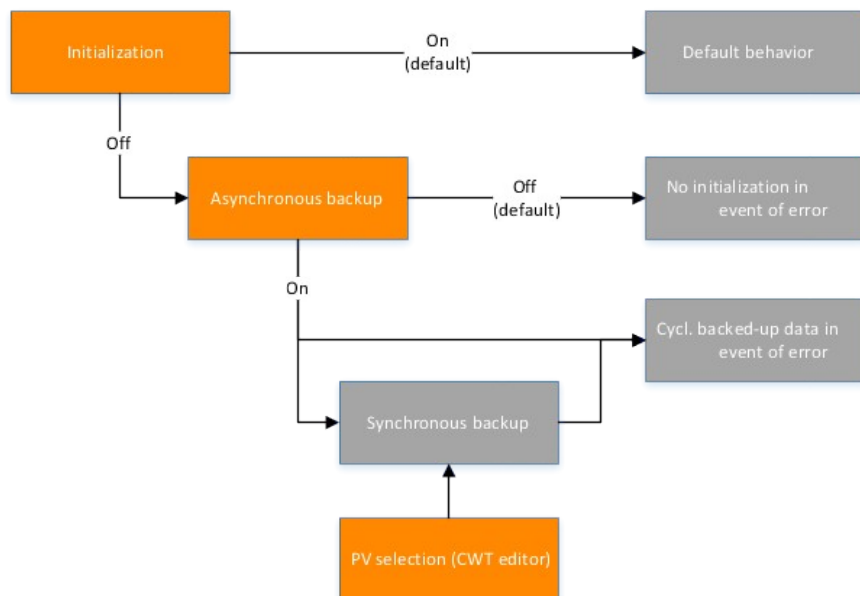 Initialization
On
(default)
Default behavior
Off
Asynchronous backup
Off
(default)
No initialization in
event of error
On
Cycl. backed-up data in
event of error
Synchronous backup
PV selection (CWT editor)